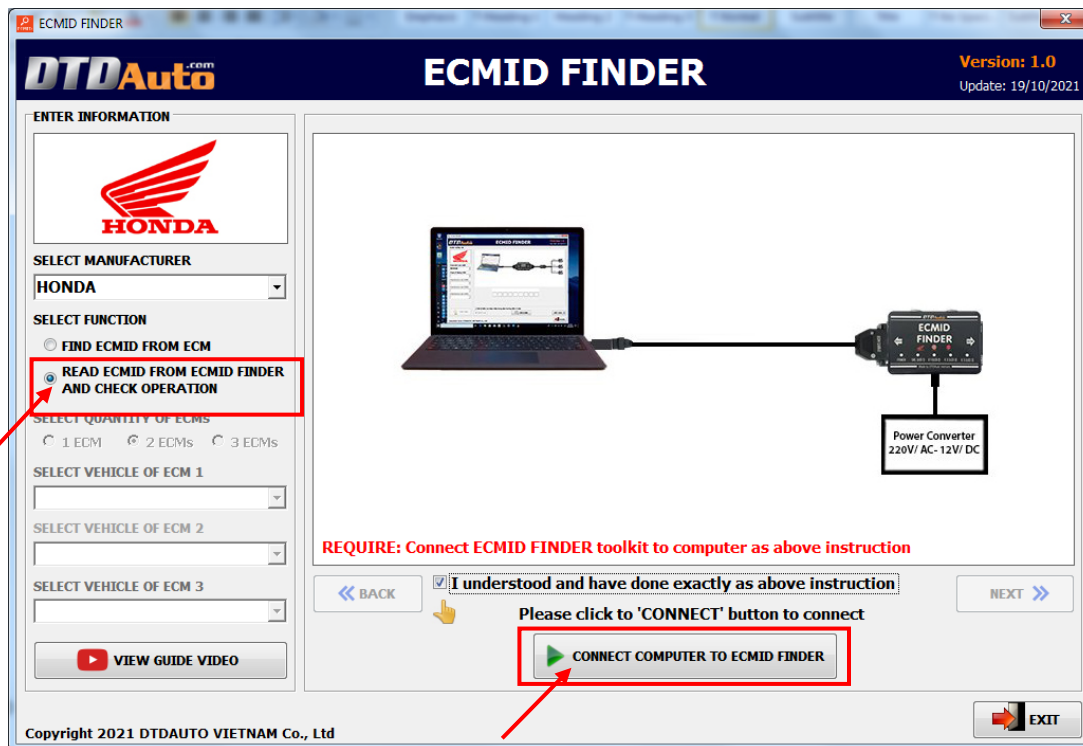 ECMID FINDER
DTDAuto.com
ECMID FINDER
Version: 1.0
Update: 19/10/2021
ENTER INFORMATION
HONDA
SELECT MANUFACTURER
HONDA
SELECT FUNCTION
FIND ECMID FROM ECM
READ ECMID FROM ECMID FINDER
AND CHECK OPERATION
SELECT QUANTITY OF ECMs
1 ECM 2 ECMs 3 ECMs
SELECT VEHICLE OF ECM 1
SELECT VEHICLE OF ECM 2
SELECT VEHICLE OF ECM 3
VIEW GUIDE VIDEO
ECMID
FINDER
Power Converter
220V/ AC- 12V/ DC
REQUIRE: Connect ECMID FINDER toolkit to computer as above instruction
BACK
I understood and have done exactly as above instruction
NEXT
Please click to 'CONNECT' button to connect
CONNECT COMPUTER TO ECMID FINDER
EXIT
Copyright 2021 DTDAUTO VIETNAM Co., Ltd